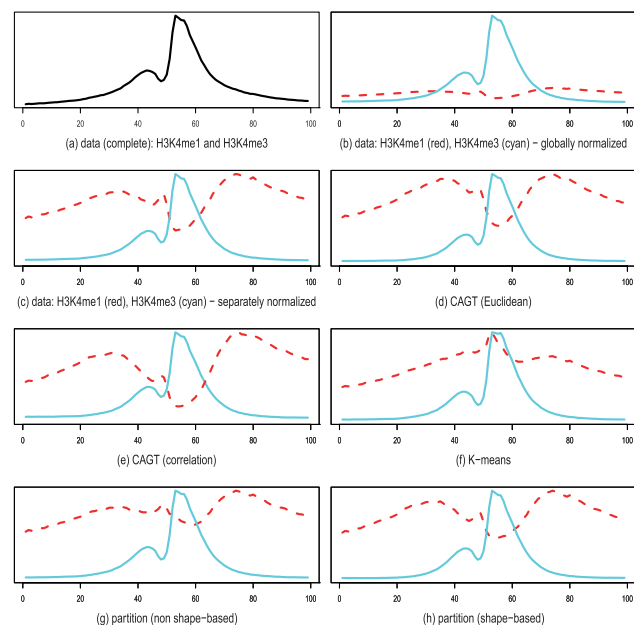 0 20 40 60 80 100 0 20 40 60 80 100
(a) data (complete): H3K4me1 and H3K4me3 (b) data: H3K4me1 (red), H3K4me3 (cyan) − globally normalized
0 20 40 60 80 100 0 20 40 60 80 100
(c) data: H3K4me1 (red), H3K4me3 (cyan) − separately normalized (d) CAGT (Euclidean)
0 20 40 60 80 100 0 20 40 60 80 100
(e) CAGT (correlation) (f) K−means
0 20 40 60 80 100 0 20 40 60 80 100
(g) partition (non shape−based) (h) partition (shape−based)